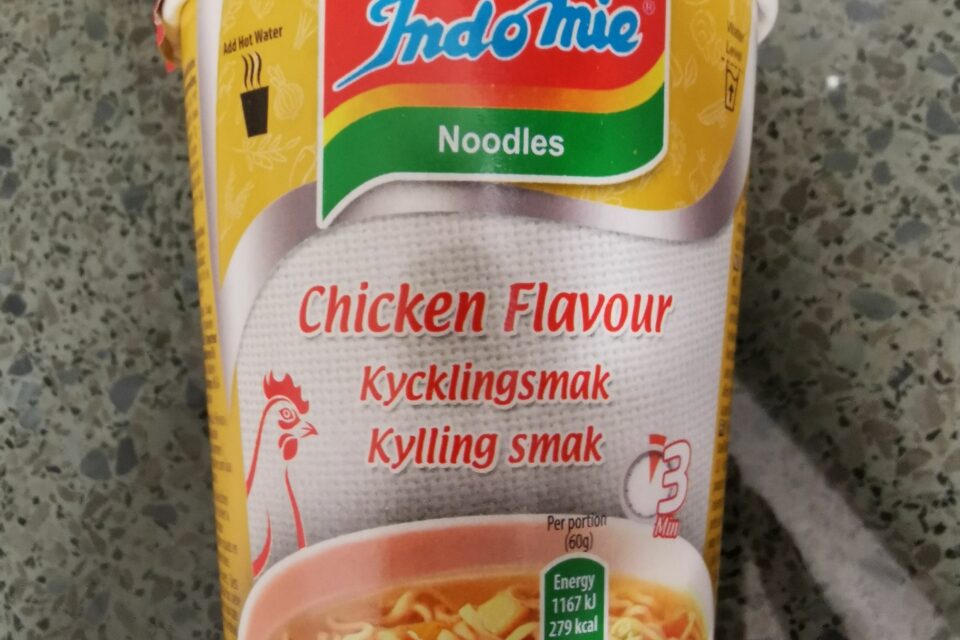 Add Hot Water
Indomie®
Noodles
Chicken Flavour
Kycklingsmak
Kylling smak
3
Min
Per portion
(60g)
Energy
1167 kJ
279 kcal